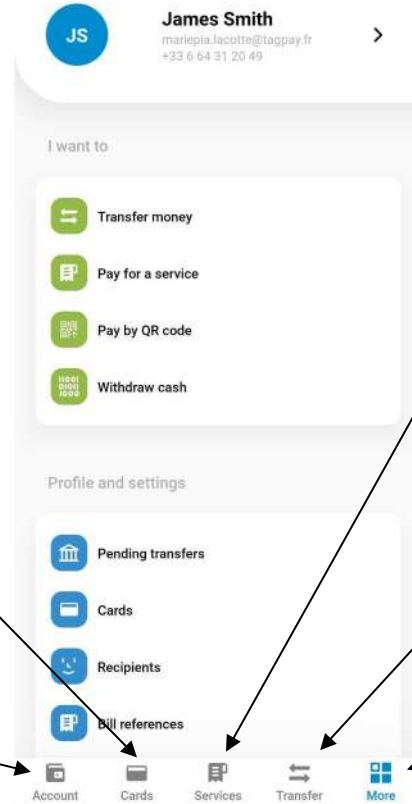 JS
James Smith
mariepia.lacotte@tagpay.fr
+33 6 64 31 20 49
I want to
Transfer money
Pay for a service
Pay by QR code
Withdraw cash
Profile and settings
Pending transfers
Cards
Recipients
Bill references
Account Cards Services Transfer More